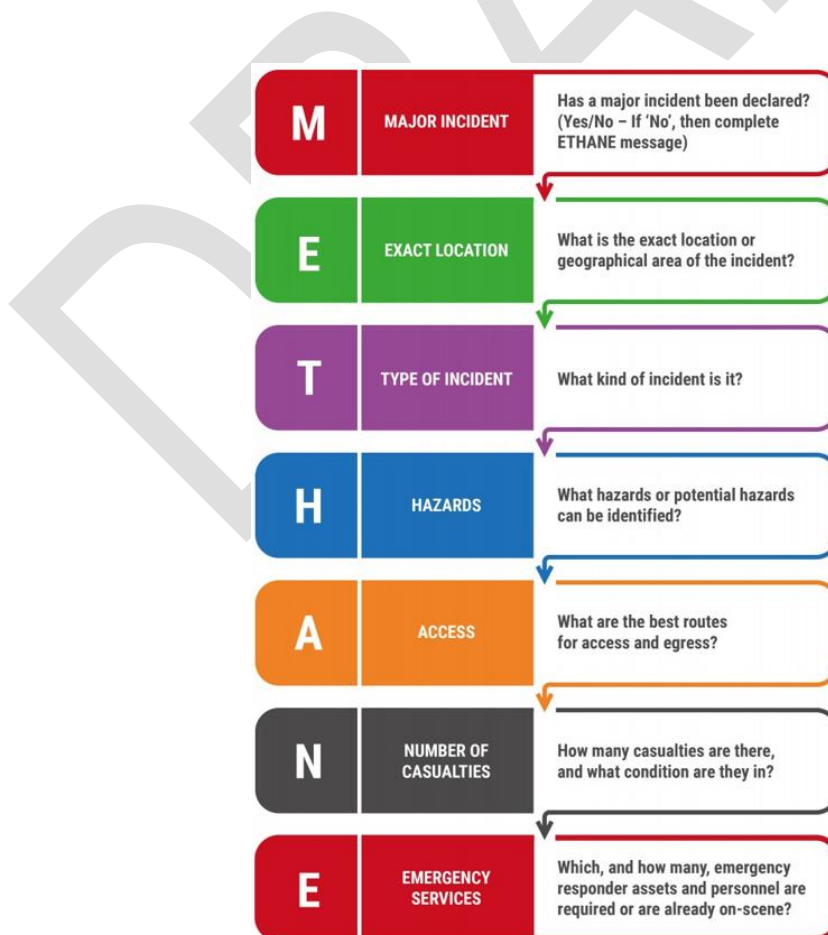 M
MAJOR INCIDENT
Has a major incident been declared?
(Yes/No – If ‘No’, then complete
ETHANE message)
E
EXACT LOCATION
What is the exact location or
geographical area of the incident?
T
TYPE OF INCIDENT
What kind of incident is it?
H
HAZARDS
What hazards or potential hazards
can be identified?
A
ACCESS
What are the best routes
for access and egress?
N
NUMBER OF
CASUALTIES
How many casualties are there,
and what condition are they in?
E
EMERGENCY
SERVICES
Which, and how many, emergency
responder assets and personnel are
required or are already on-scene?